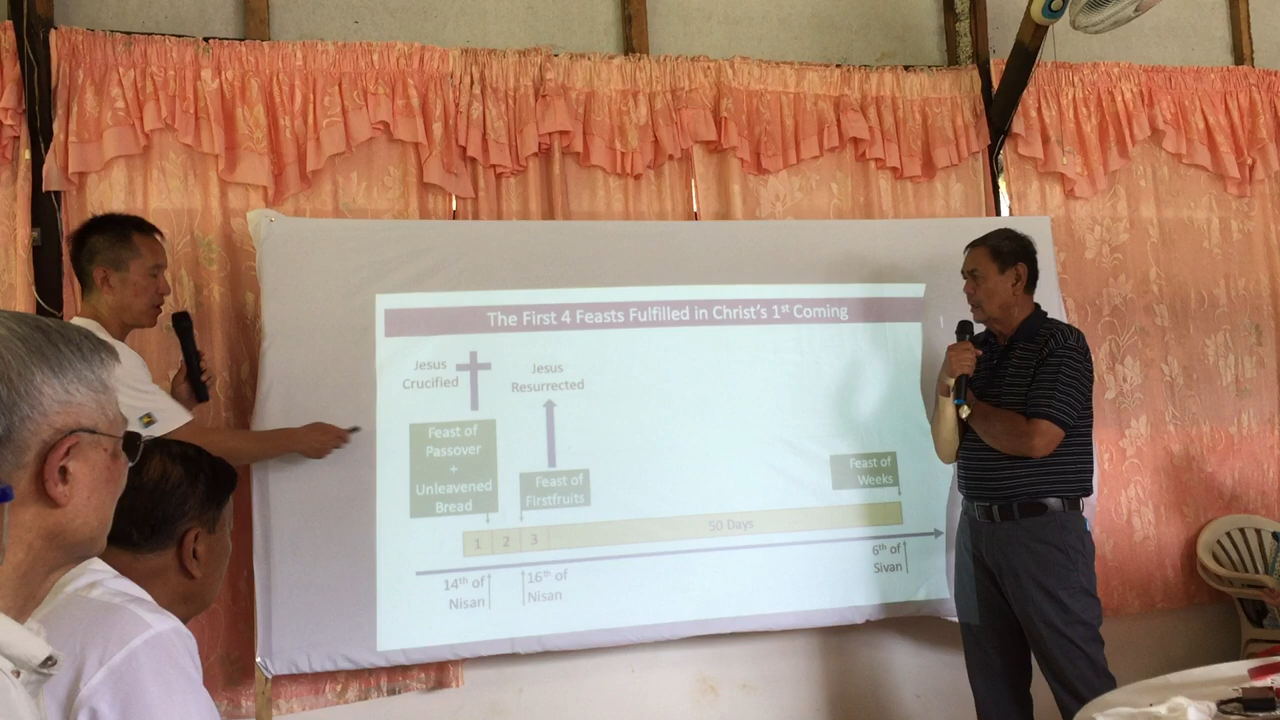 The First 4 Feasts Fulfilled in Christ's 1st Coming
Jesus
Crucified
Jesus
Resurrected
Feast of
Passover
+
Unleavened
Bread
Feast of
Firstfruits
Feast of
Weeks
1 2 3 50 Days
14th of
Nisan
16th of
Nisan
6th of
Sivan